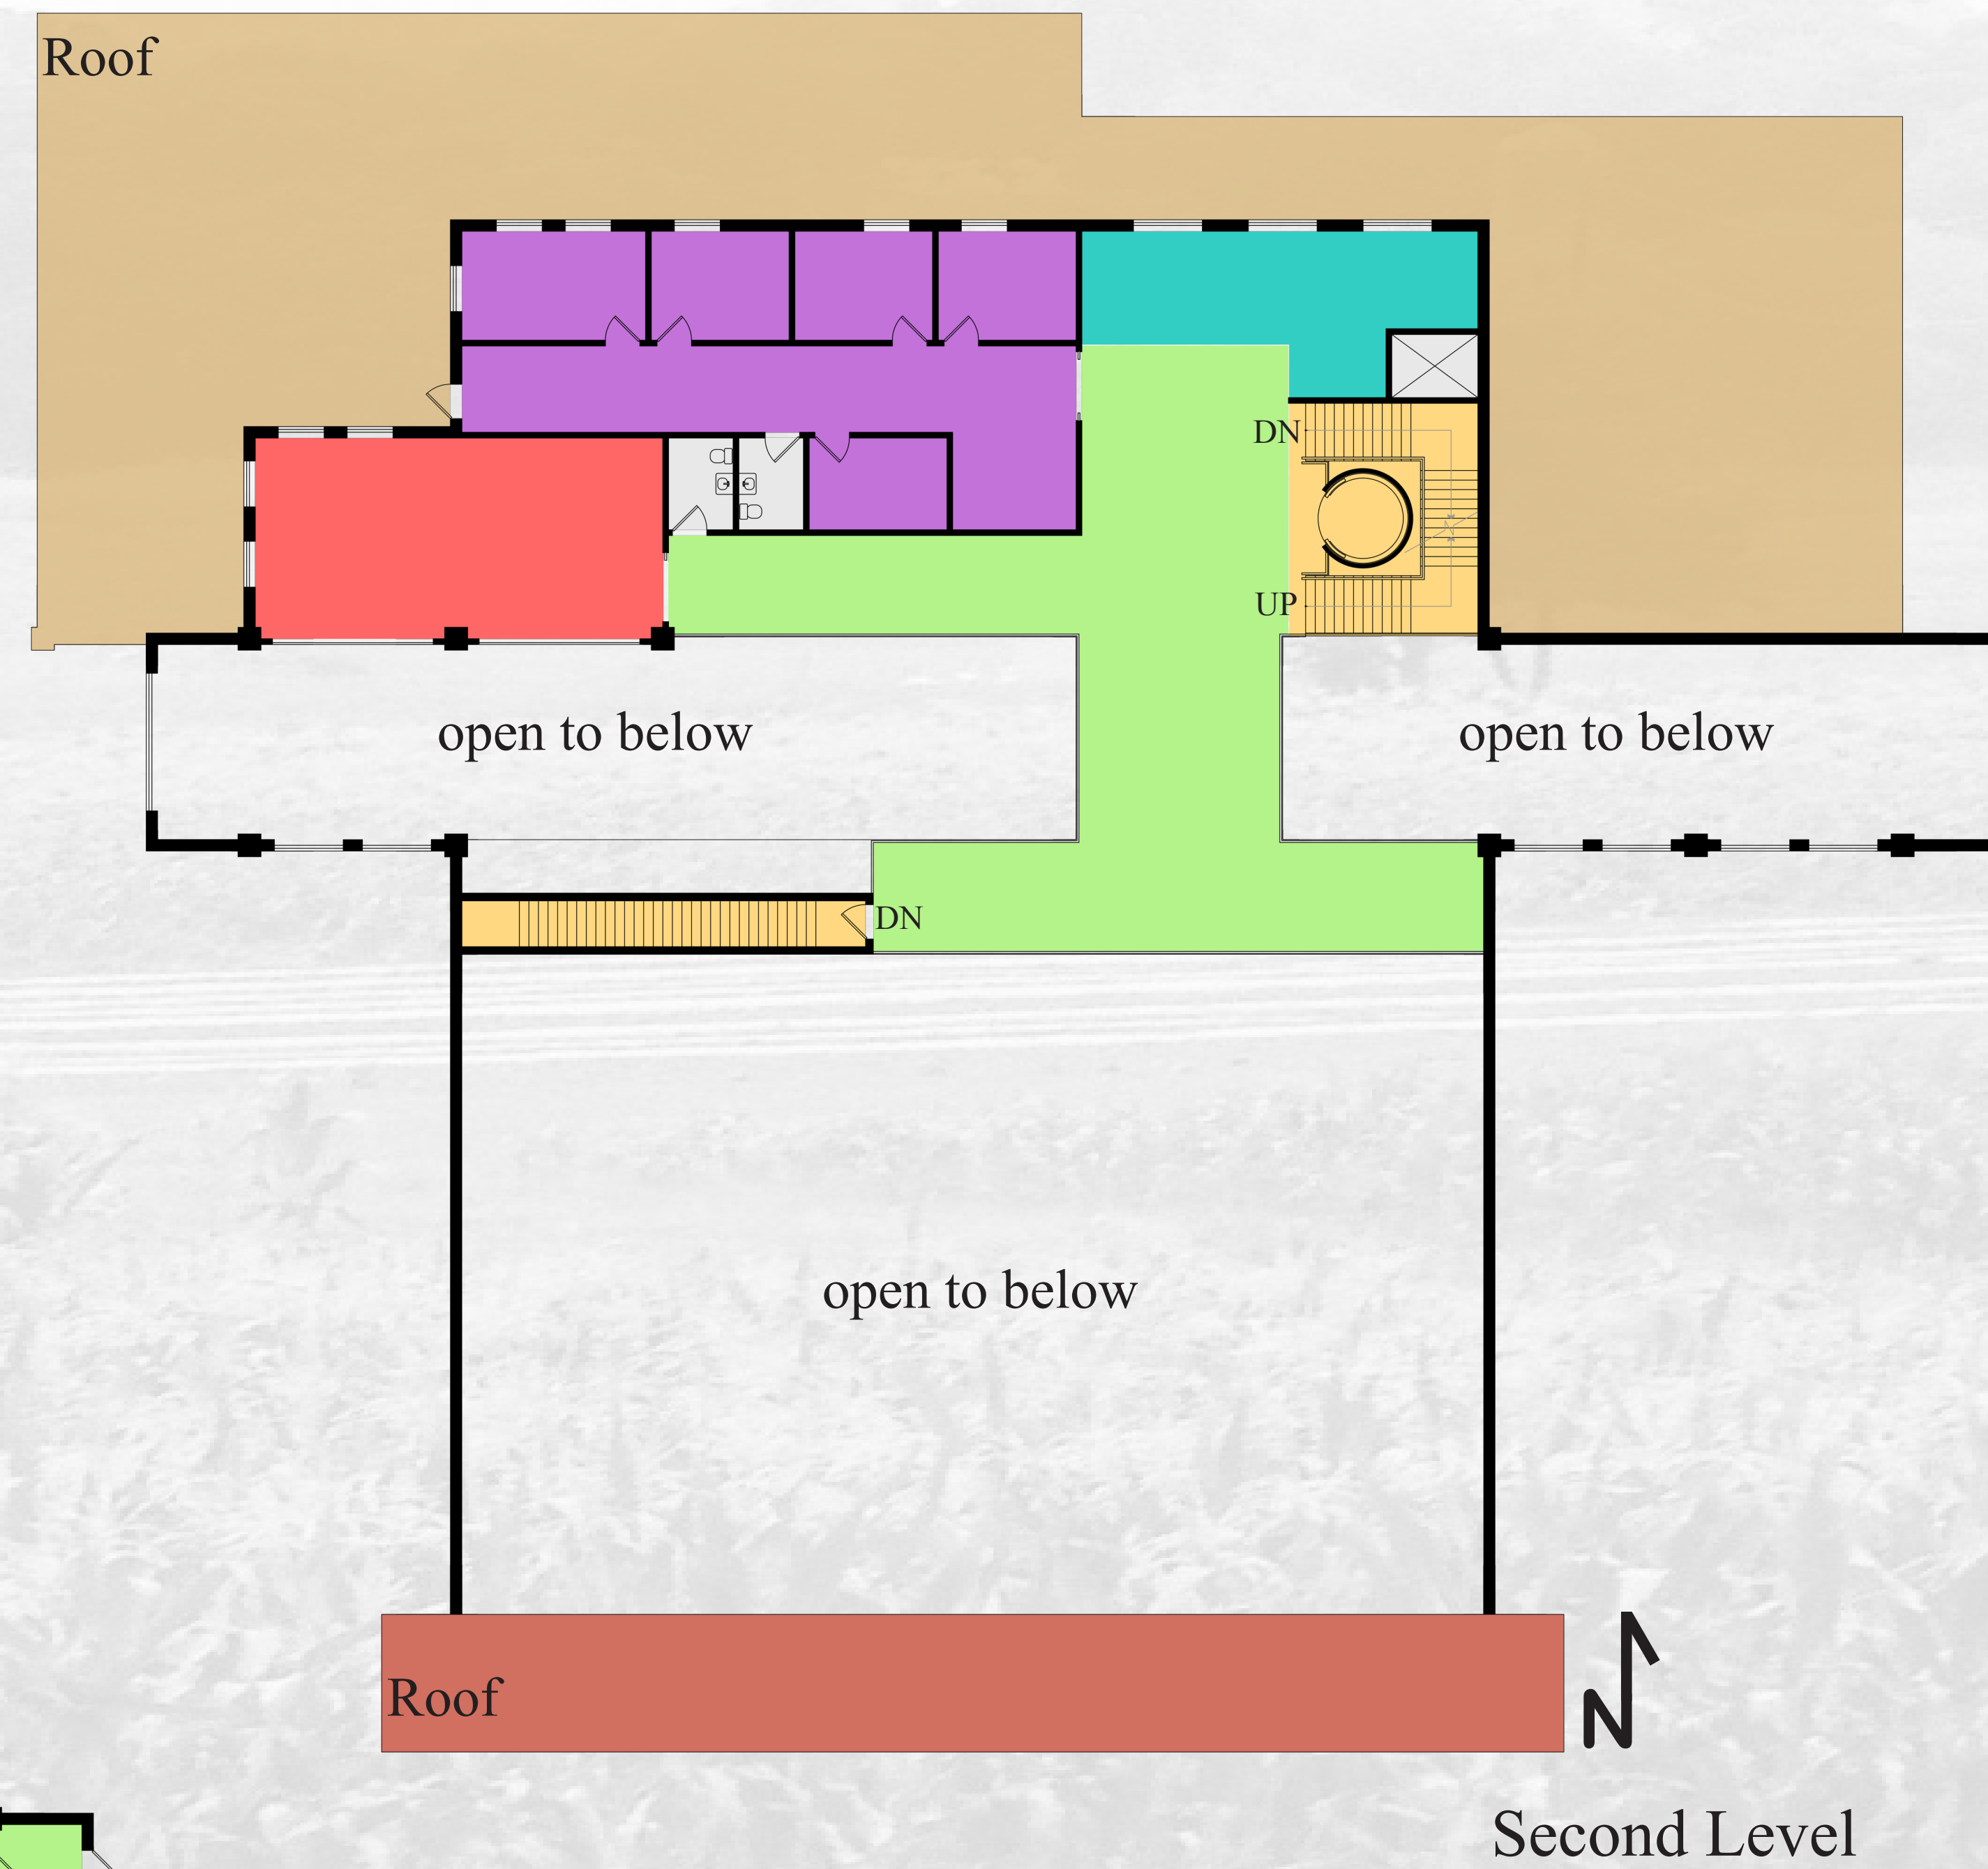 Roof
DN
UP
open to below
open to below
DN
open to below
Roof
N
Second Level